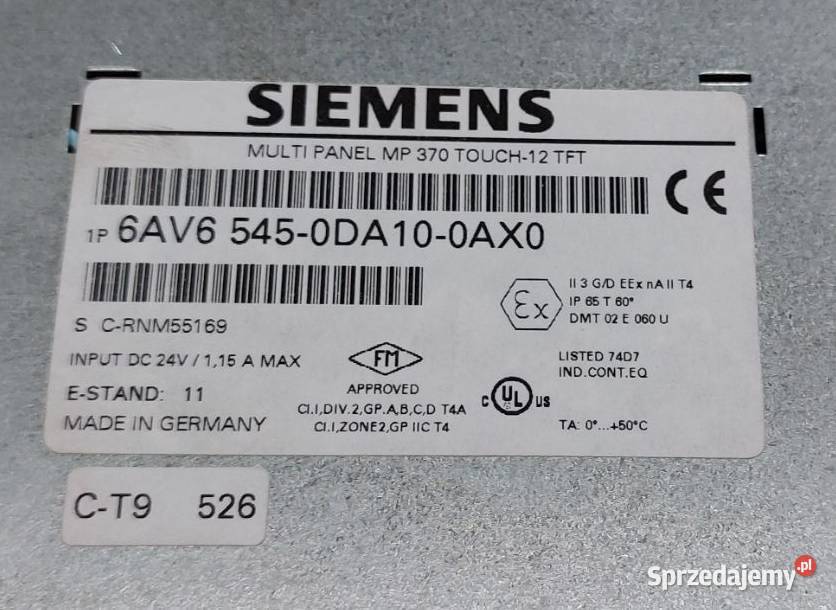 SIEMENS
MULTI PANEL MP 370 TOUCH-12 TFT
CE
1P 6AV6 545-0DA10-0AX0
S C-RNM55169
Ex
II 3 G/D EEx nA II T4
IP 65 T 60°
DMT 02 E 060 U
INPUT DC 24V / 1,15 A MAX
FM
LISTED 74D7
IND.CONT.EQ
E-STAND: 11
APPROVED
C UL US
MADE IN GERMANY
CI.I,DIV.2,GP.A,B,C,D T4A
CI.I,ZONE2,GP IIC T4
TA: 0°...+50°C
C-T9 526
Sprzedajemy.pl